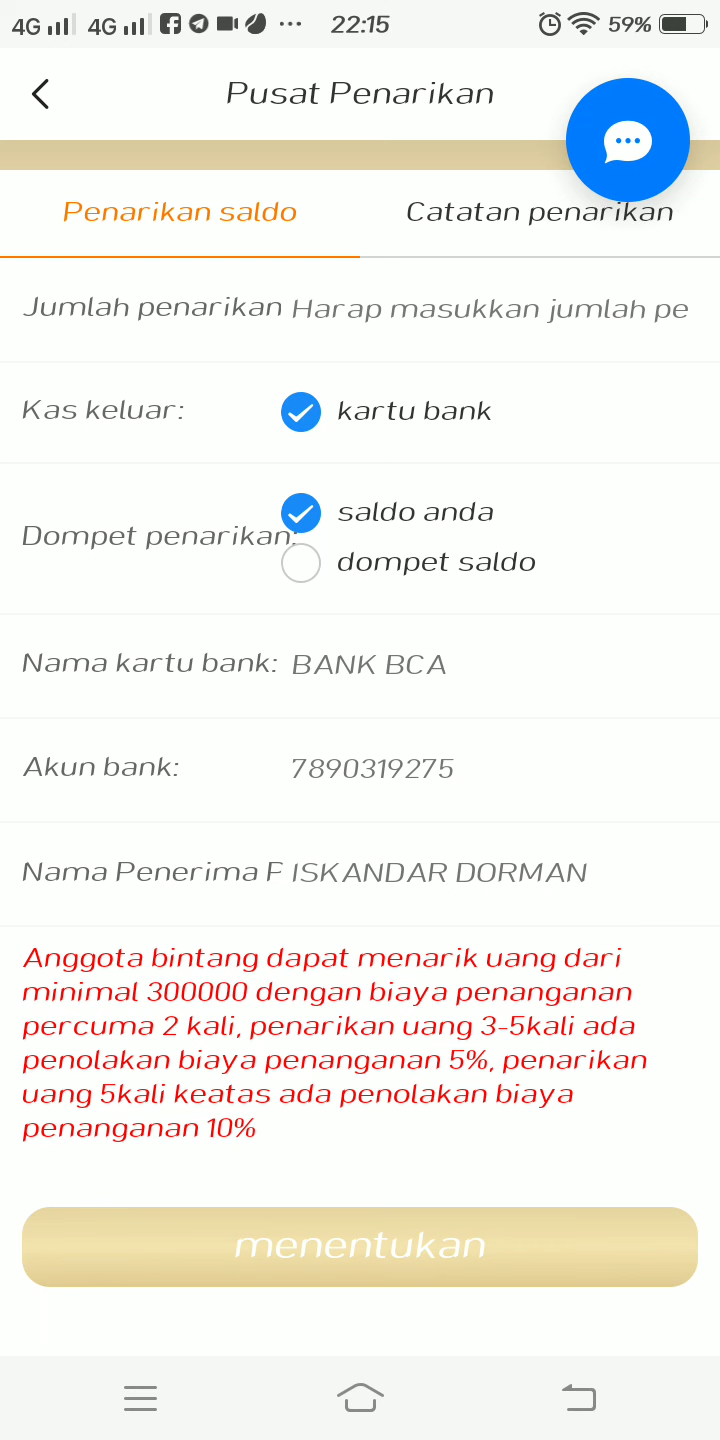 4G 4G 22:15 59%
Pusat Penarikan
Penarikan saldo Catatan penarikan
Jumlah penarikan Harap masukkan jumlah pe
Kas keluar: kartu bank
saldo anda
Dompet penarikan:
dompet saldo
Nama kartu bank: BANK BCA
Akun bank: 7890319275
Nama Penerima F ISKANDAR DORMAN
Anggota bintang dapat menarik uang dari
minimal 300000 dengan biaya penanganan
percuma 2 kali, penarikan uang 3-5kali ada
penolakan biaya penanganan 5%, penarikan
uang 5kali keatas ada penolakan biaya
penanganan 10%
menentukan